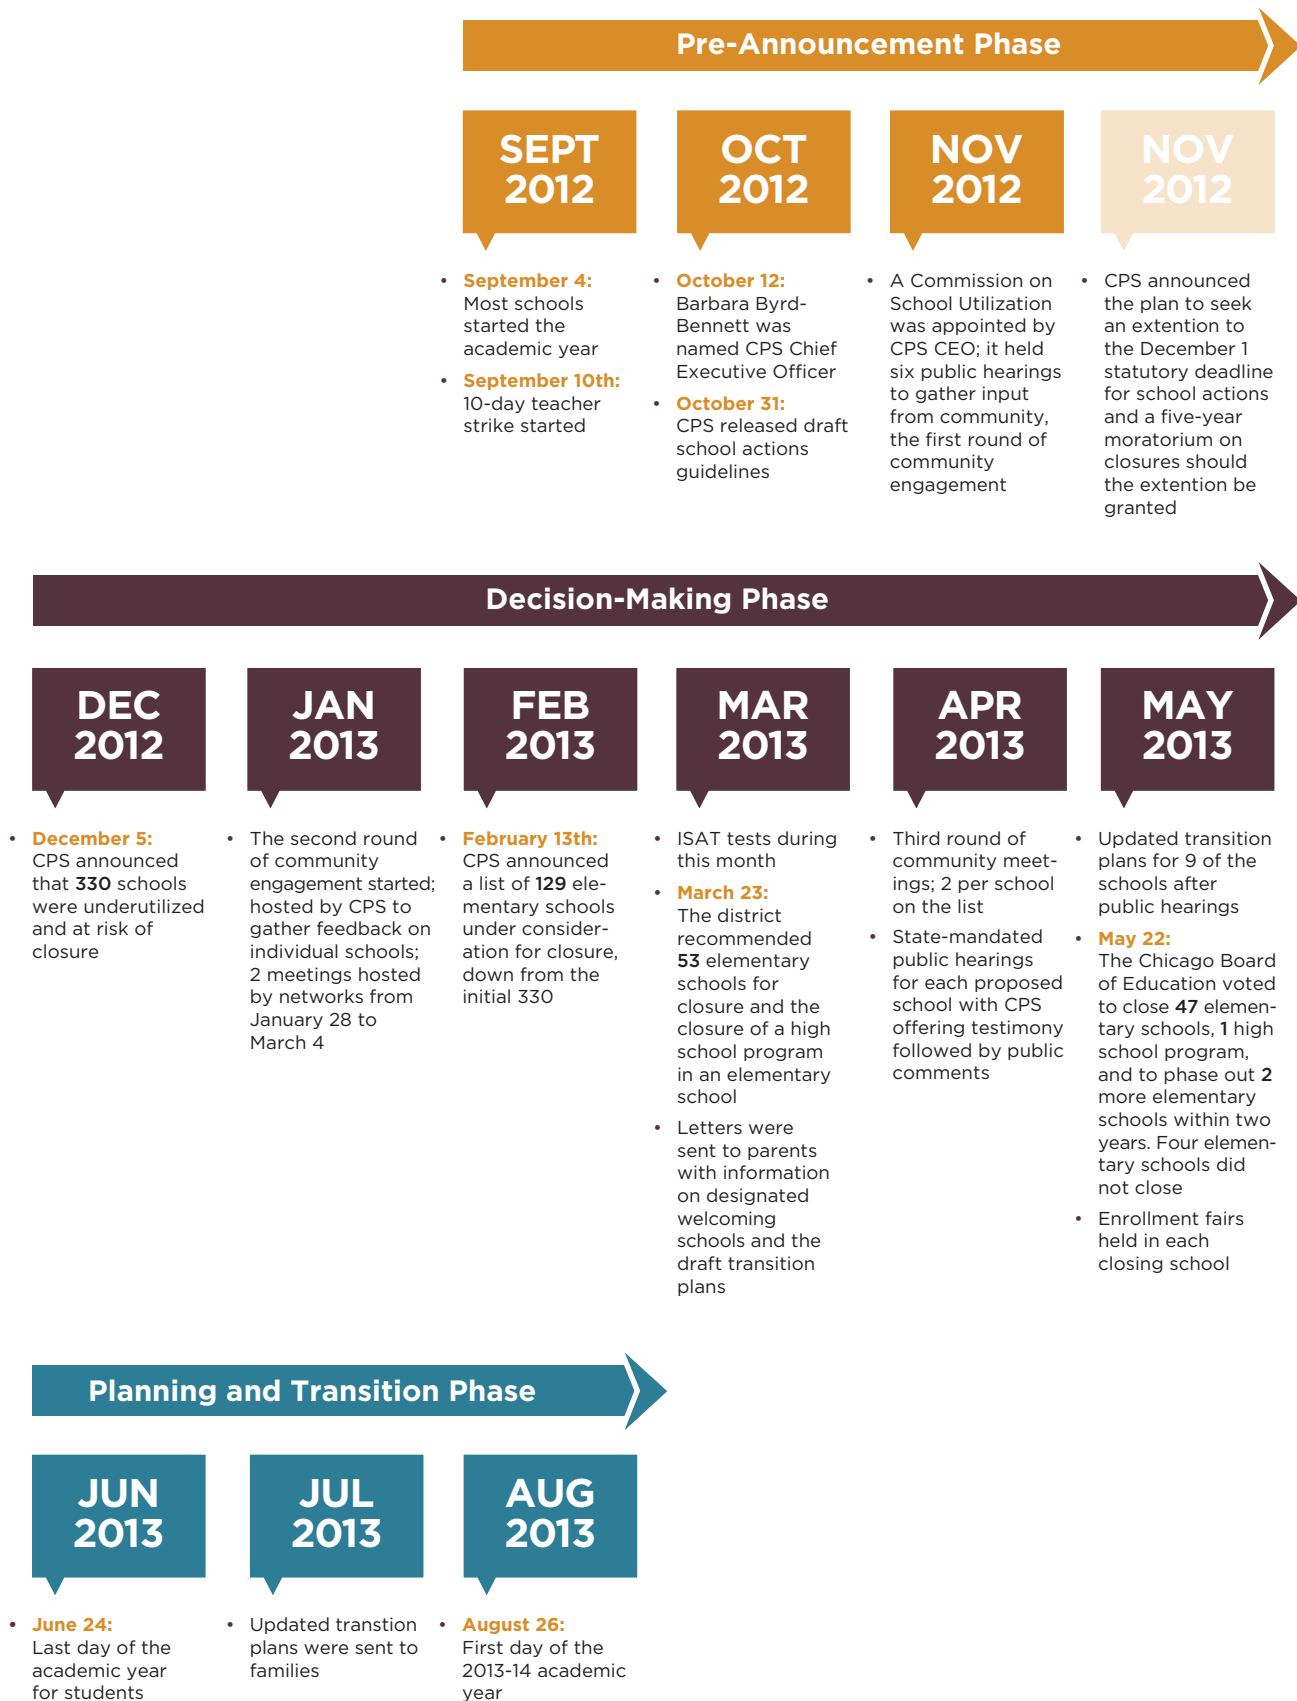 Pre-Announcement Phase
SEPT
2012
• September 4:
Most schools
started the
academic year
• September 10th:
10-day teacher
strike started
OCT
2012
• October 12:
Barbara Byrd-
Bennett was
named CPS Chief
Executive Officer
• October 31:
CPS released draft
school actions
guidelines
NOV
2012
• A Commission on
School Utilization
was appointed by
CPS CEO; it held
six public hearings
to gather input
from community,
the first round of
community
engagement
NOV
2012
• CPS announced
the plan to seek
an extention to
the December 1
statutory deadline
for school actions
and a five-year
moratorium on
closures should
the extention be
granted
Decision-Making Phase
DEC
2012
• December 5:
CPS announced
that 330 schools
were underutilized
and at risk of
closure
JAN
2013
• The second round
of community
engagement started;
hosted by CPS to
gather feedback on
individual schools;
2 meetings hosted
by networks from
January 28 to
March 4
FEB
2013
• February 13th:
CPS announced
a list of 129 ele-
mentary schools
under consider-
ation for closure,
down from the
initial 330
MAR
2013
• ISAT tests during
this month
• March 23:
The district
recommended
53 elementary
schools for
closure and the
closure of a high
school program
in an elementary
school
• Letters were
sent to parents
with information
on designated
welcoming
schools and the
draft transition
plans
APR
2013
• Third round of
community meet-
ings; 2 per school
on the list
• State-mandated
public hearings
for each proposed
school with CPS
offering testimony
followed by public
comments
MAY
2013
• Updated transition
plans for 9 of the
schools after
public hearings
• May 22:
The Chicago Board
of Education voted
to close 47 elemen-
tary schools, 1 high
school program,
and to phase out 2
more elementary
schools within two
years. Four elemen-
tary schools did
not close
• Enrollment fairs
held in each
closing school
Planning and Transition Phase
JUN
2013
• June 24:
Last day of the
academic year
for students
JUL
2013
• Updated transtion
plans were sent to
families
AUG
2013
• August 26:
First day of the
2013-14 academic
year